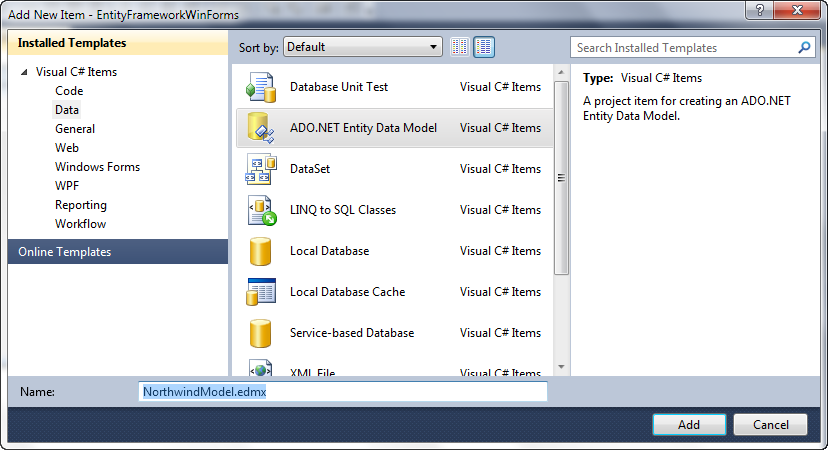 Add New Item - EntityFrameworkWinForms
Installed Templates
Visual C# Items
Code
Data
General
Web
Windows Forms
WPF
Reporting
Workflow
Online Templates
Sort by: Default
Database Unit Test Visual C# Items
ADO.NET Entity Data Model Visual C# Items
DataSet Visual C# Items
LINQ to SQL Classes Visual C# Items
Local Database Visual C# Items
Local Database Cache Visual C# Items
Service-based Database Visual C# Items
XML File Visual C# Items
Search Installed Templates
Type: Visual C# Items
A project item for creating an ADO.NET
Entity Data Model.
Name: NorthwindModel.edmx
Add Cancel